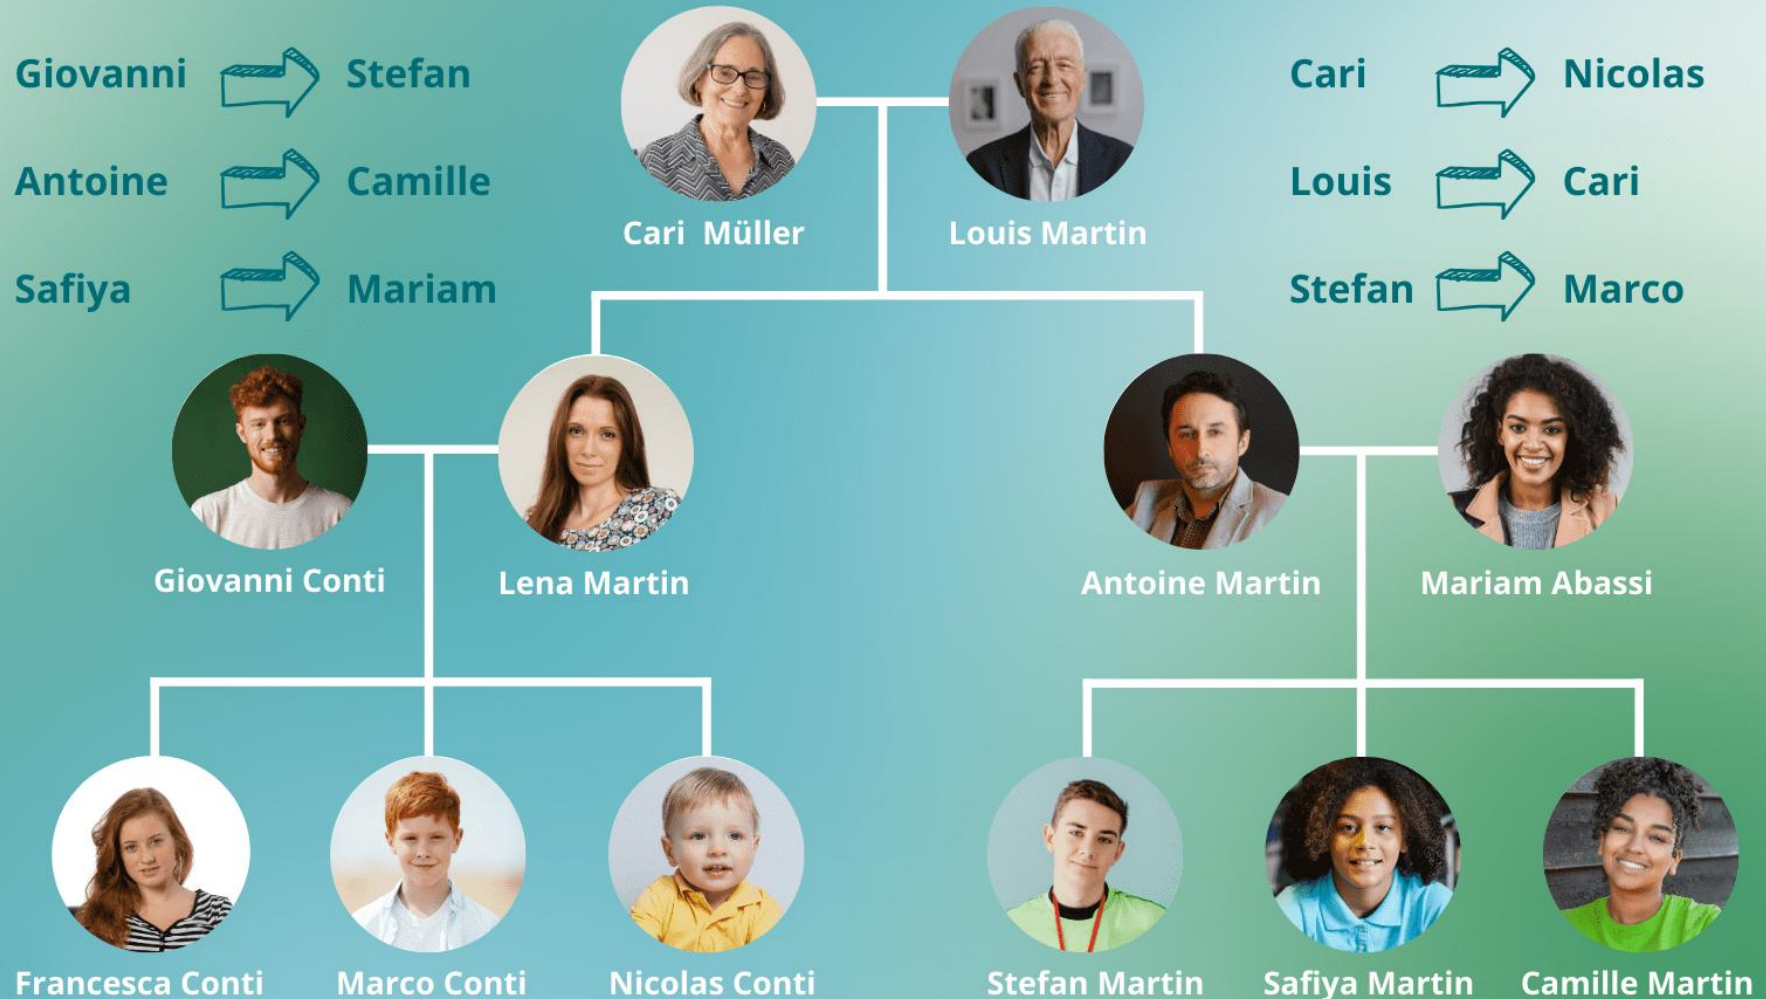 Giovanni Stefan
Antoine Camille
Safiya Mariam
Cari Nicolas
Louis Cari
Stefan Marco
Cari Müller
Louis Martin
Giovanni Conti
Lena Martin
Antoine Martin
Mariam Abassi
Francesca Conti
Marco Conti
Nicolas Conti
Stefan Martin
Safiya Martin
Camille Martin